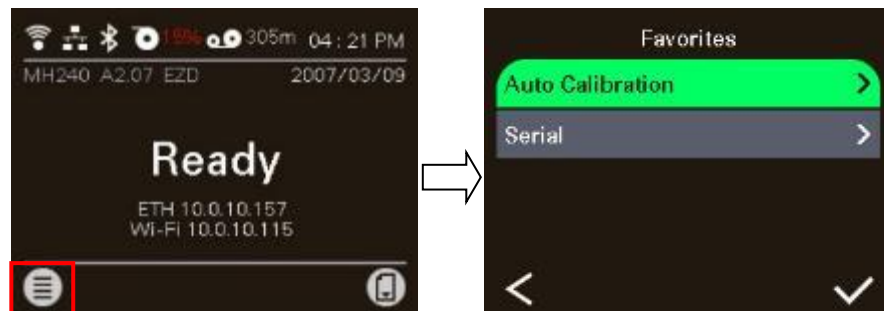 15% 305m 04:21 PM
MH240 A2.07 EZD 2007/03/09
Ready
ETH 10.0.10.157
Wi-Fi 10.0.10.115
Favorites
Auto Calibration
Serial